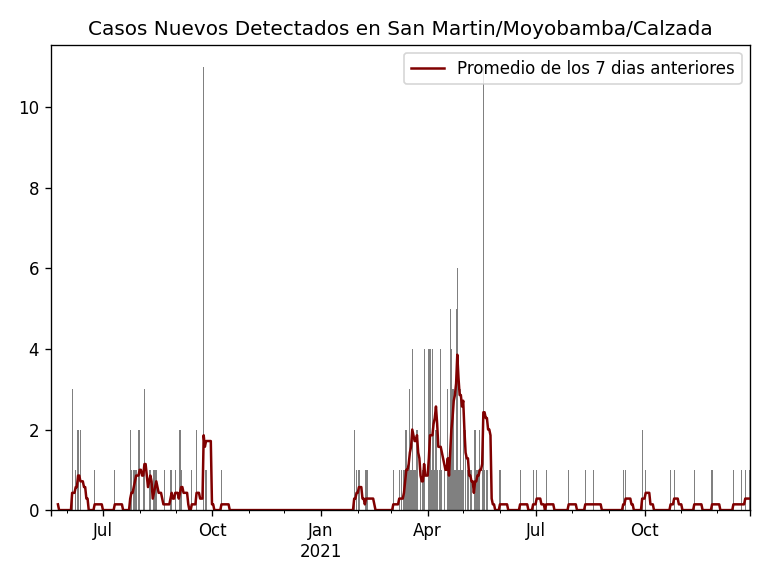 Casos Nuevos Detectados en San Martin/Moyobamba/Calzada
Promedio de los 7 dias anteriores
10
8
6
4
2
0
Jul
Oct
Jan
2021
Apr
Jul
Oct